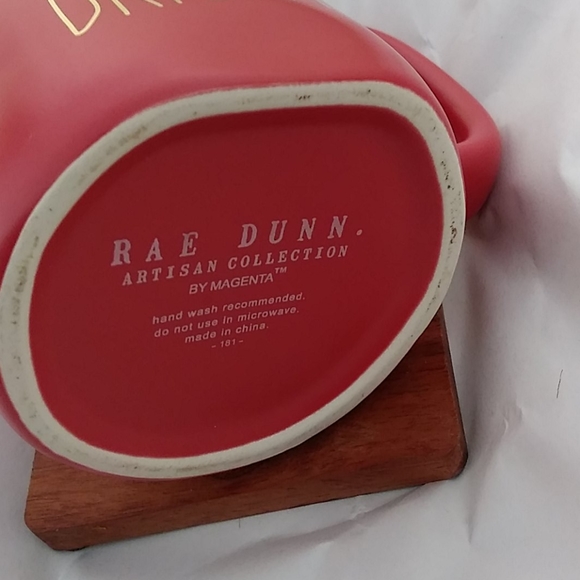 RAE DUNN.
ARTISAN COLLECTION
BY MAGENTA™
hand wash recommended.
do not use in microwave.
made in china.
- 181 -